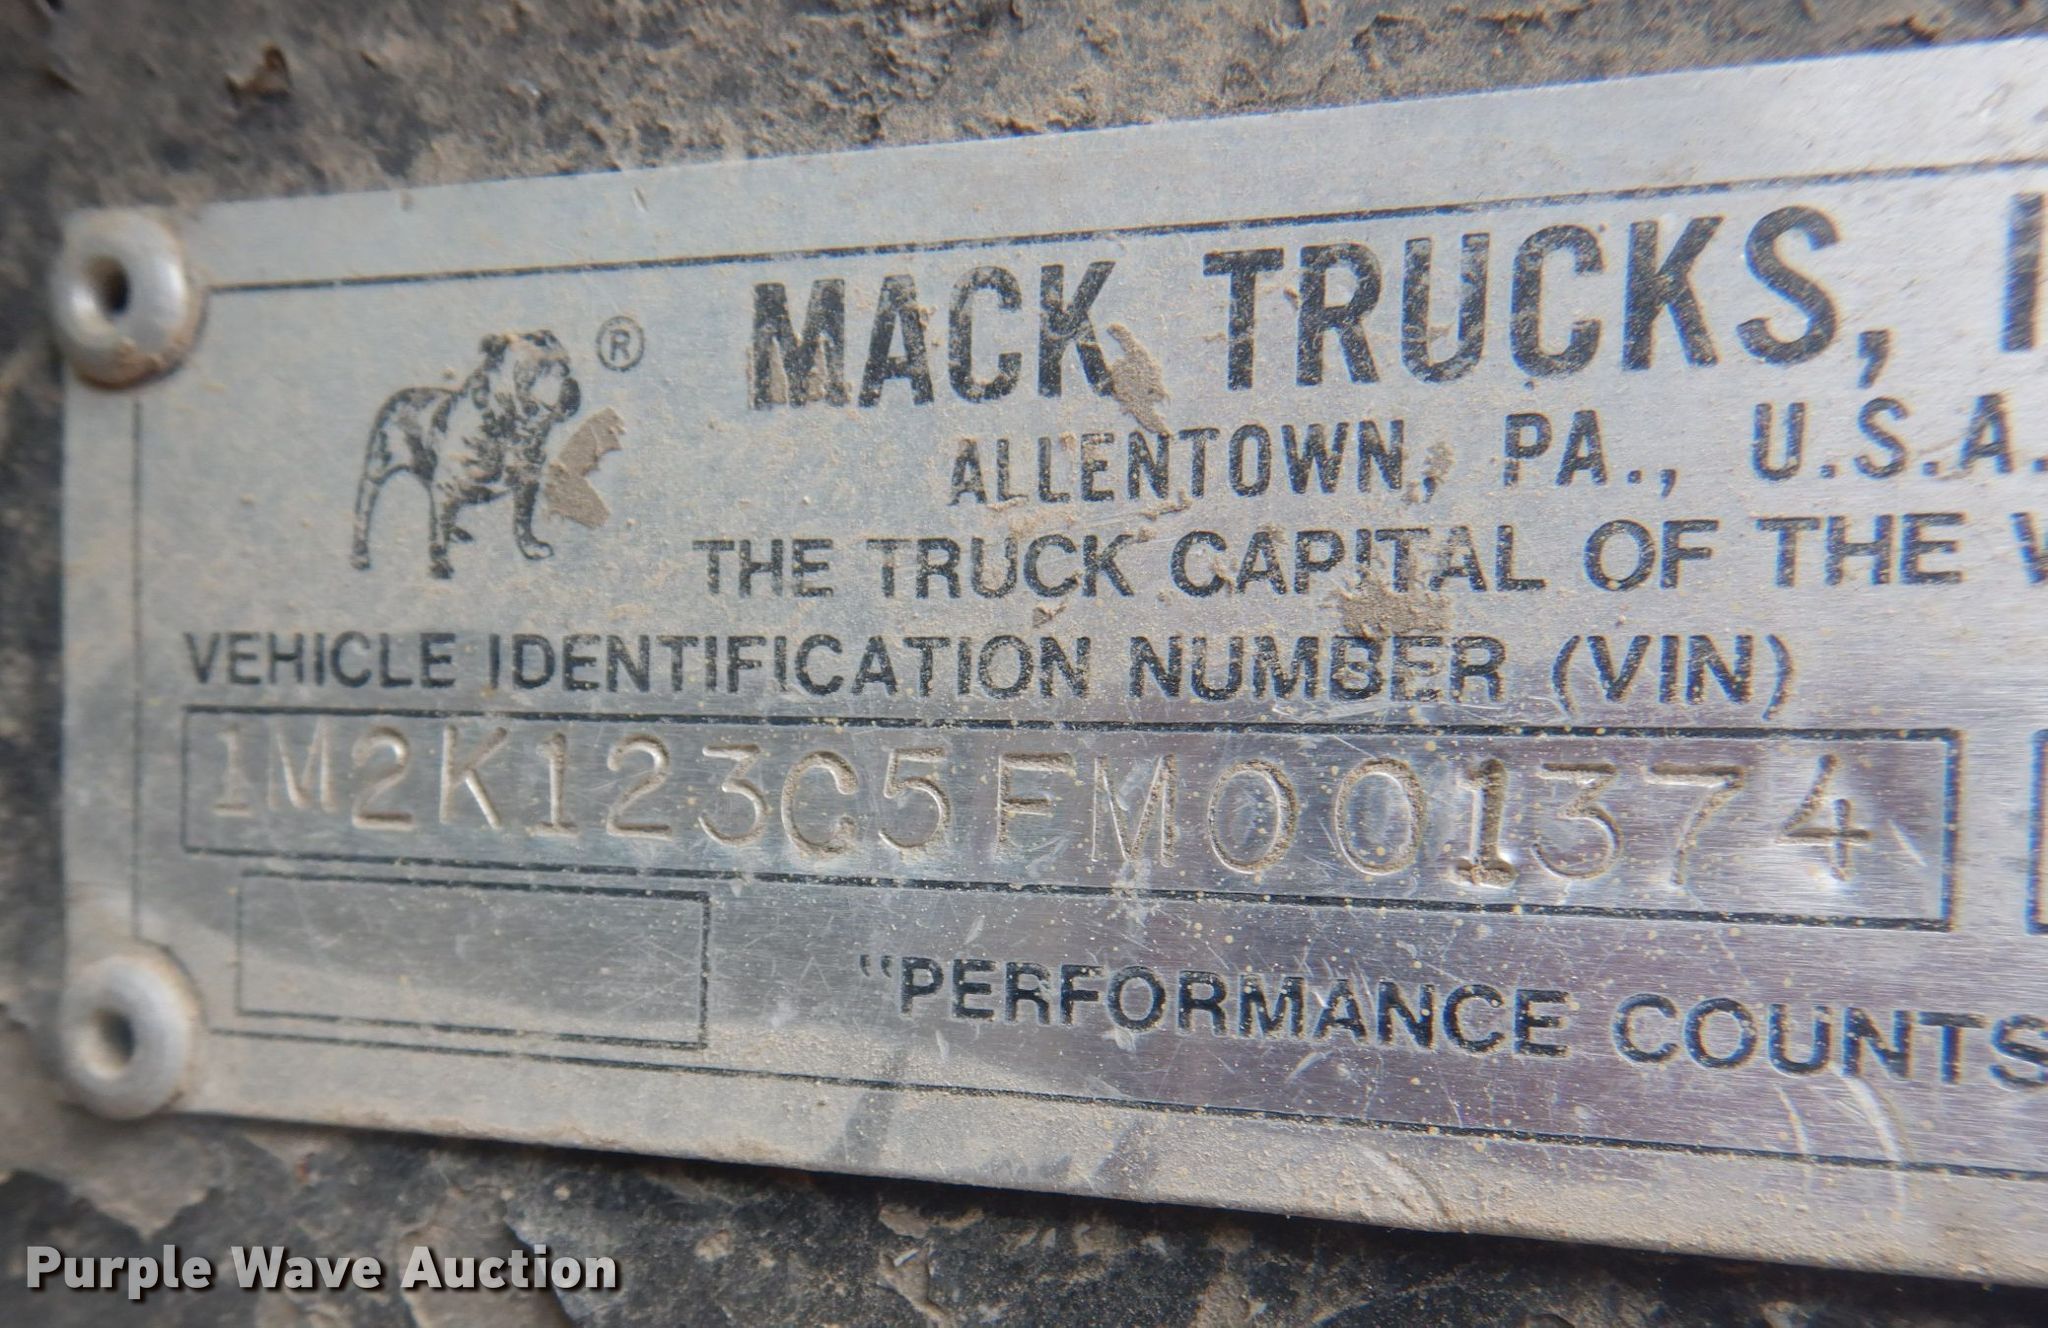 ®
MACK TRUCKS, I
ALLENTOWN, PA., U.S.A.
THE TRUCK CAPITAL OF THE
VEHICLE IDENTIFICATION NUMBER (VIN)
1M2K123C5FM001374
"PERFORMANCE COUNTS
Purple Wave Auction